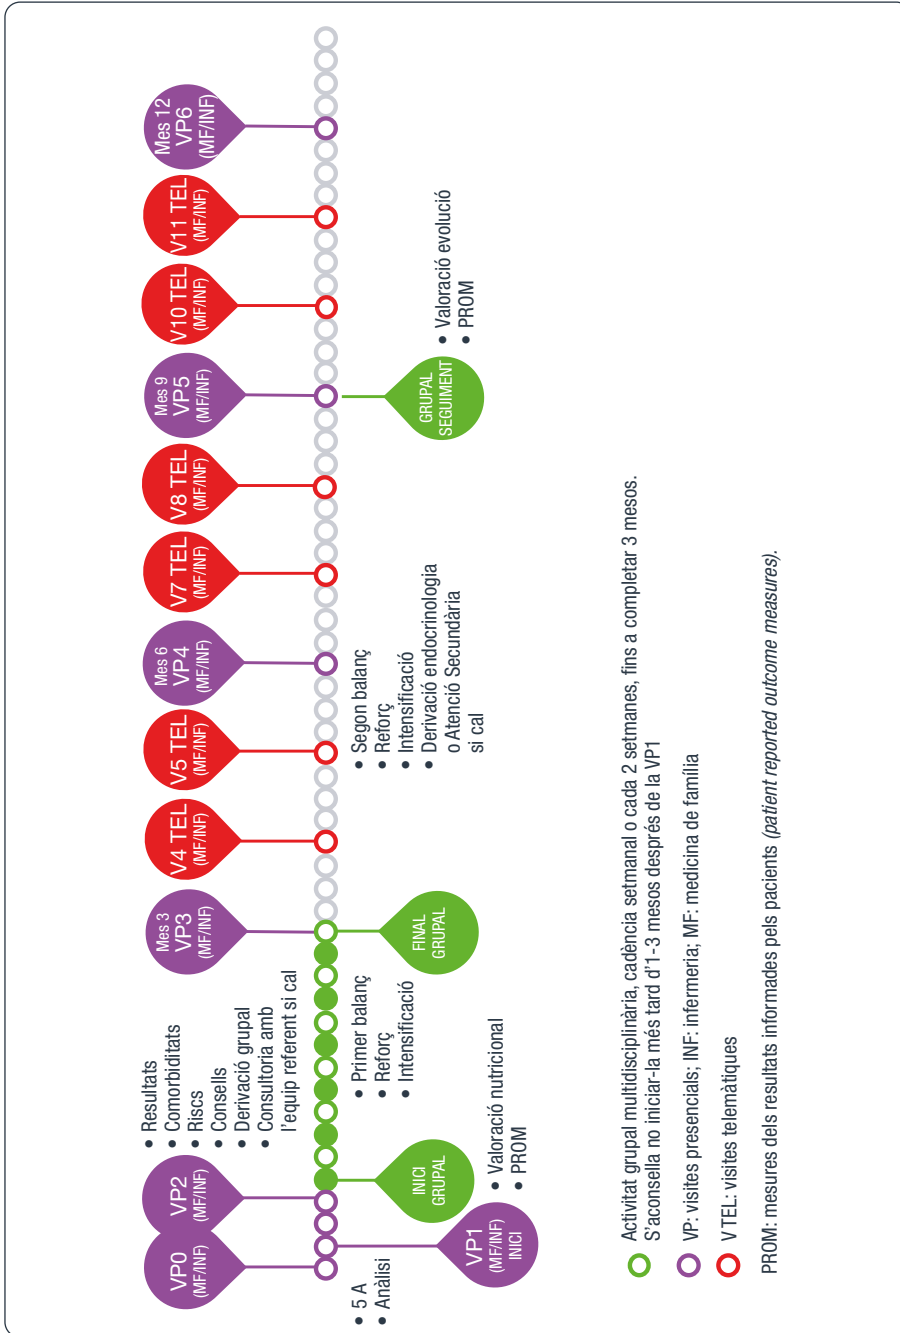 VP0
(MF/INF)
VP2
(MF/INF)
Mes 3
VP3
(MF/INF)
V4 TEL
(MF/INF)
V5 TEL
(MF/INF)
Mes 6
VP4
(MF/INF)
V7 TEL
(MF/INF)
V8 TEL
(MF/INF)
Mes 9
VP5
(MF/INF)
V10 TEL
(MF/INF)
V11 TEL
(MF/INF)
Mes 12
VP6
(MF/INF)
• Resultats
• Comorbiditats
• Riscs
• Consells
• Derivació grupal
• Consultoria amb
l'equip referent si cal
• 5 A
• Anàlisi
VP1
(MF/INF)
INICI
INICI
GRUPAL
• Valoració nutricional
• PROM
• Primer balanç
• Reforç
• Intensificació
FINAL
GRUPAL
• Segon balanç
• Reforç
• Intensificació
• Derivació endocrinologia
o Atenció Secundària
si cal
GRUPAL
SEGUIMENT
• Valoració evolució
• PROM
Activitat grupal multidisciplinària, cadència setmanal o cada 2 setmanes, fins a completar 3 mesos.
S'aconsella no iniciar-la més tard d'1-3 mesos després de la VP1
VP: visites presencials; INF: infermeria; MF: medicina de família
V TEL: visites telemàtiques
PROM: mesures dels resultats informades pels pacients (patient reported outcome measures).